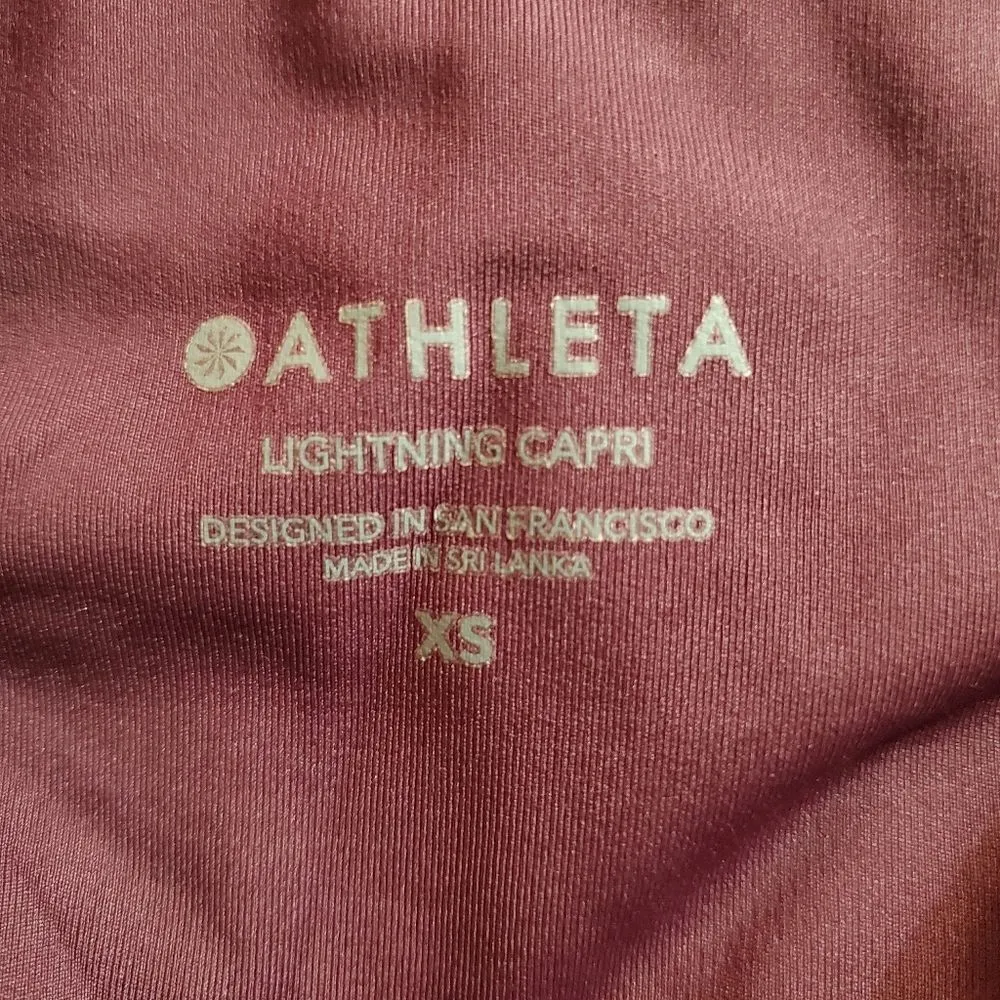 ATHLETA
LIGHTNING CAPRI
DESIGNED IN SAN FRANCISCO
MADE IN SRI LANKA
XS